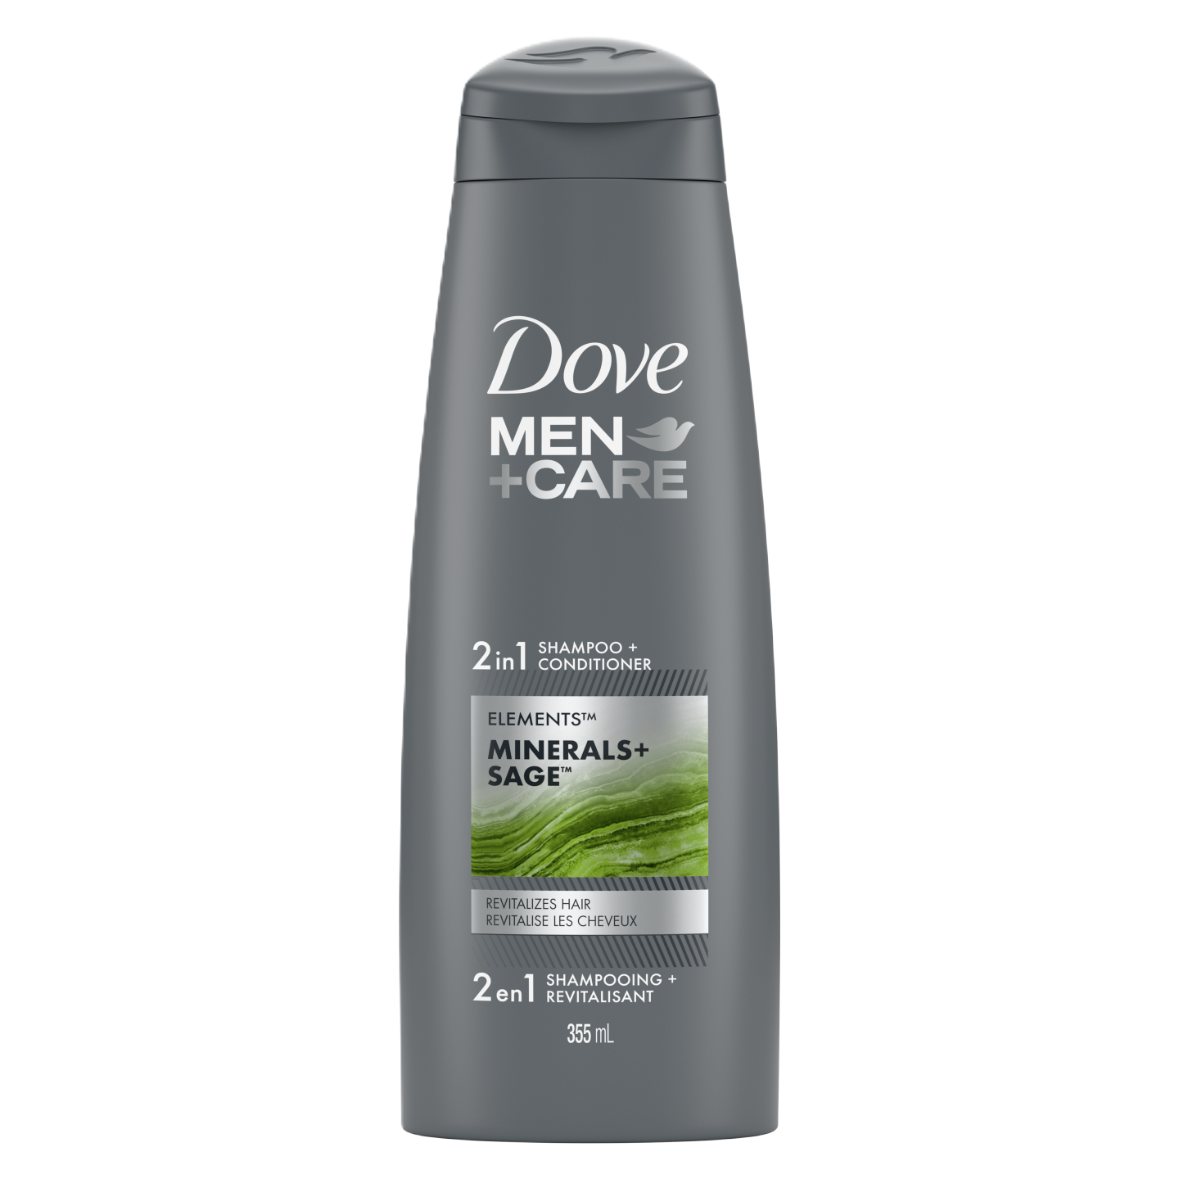 Dove
MEN
+CARE
2in1 SHAMPOO +
CONDITIONER
ELEMENTS™
MINERALS+
SAGE™
REVITALIZES HAIR
REVITALISE LES CHEVEUX
2en1 SHAMPOOING +
REVITALISANT
355 mL